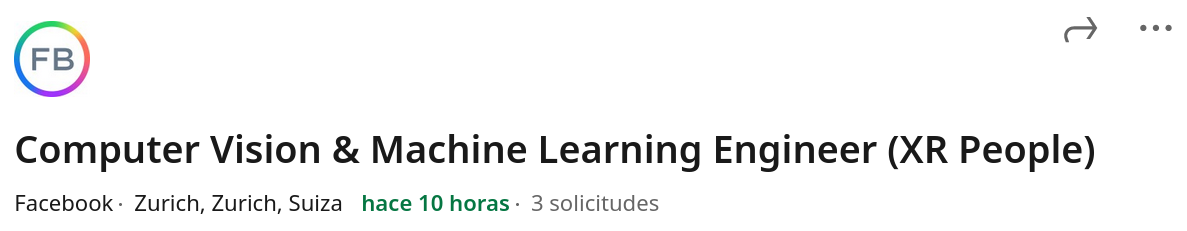 FB
Computer Vision & Machine Learning Engineer (XR People)
Facebook · Zurich, Zurich, Suiza hace 10 horas · 3 solicitudes